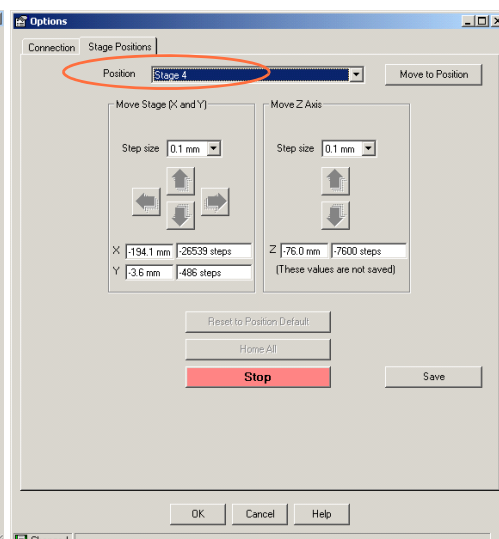 Options
Connection Stage Positions
Position Stage 4 Move to Position
Move Stage (X and Y) Move Z Axis
Step size 0.1 mm Step size 0.1 mm
X -194.1 mm -26539 steps Z -76.0 mm -7600 steps
Y -3.6 mm -486 steps (These values are not saved)
Reset to Position Default
Home All
Stop Save
OK Cancel Help